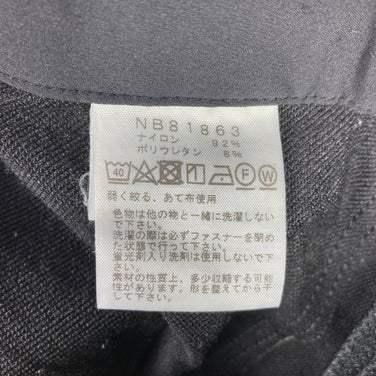 NB81863
ナイロン 92%
ポリウレタン 8%
40 F W
弱く絞る、あて布使用
色物は他の物と一緒に洗濯しない
で下さい。
洗濯の際は必ずファスナーを閉め
た状態で行って下さい。
蛍光剤入り洗剤は使用しないで下
さい。
素材の性質上、多少収縮する可能
性があります。形を整えてから干
して下さい。